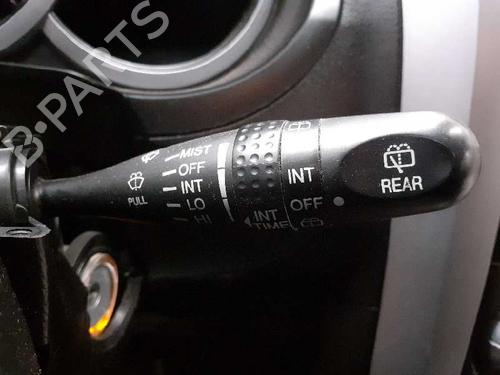 B-PARTS
MIST
OFF
INT
LO
HI
PULL
INT
OFF
INT
TIME
REAR